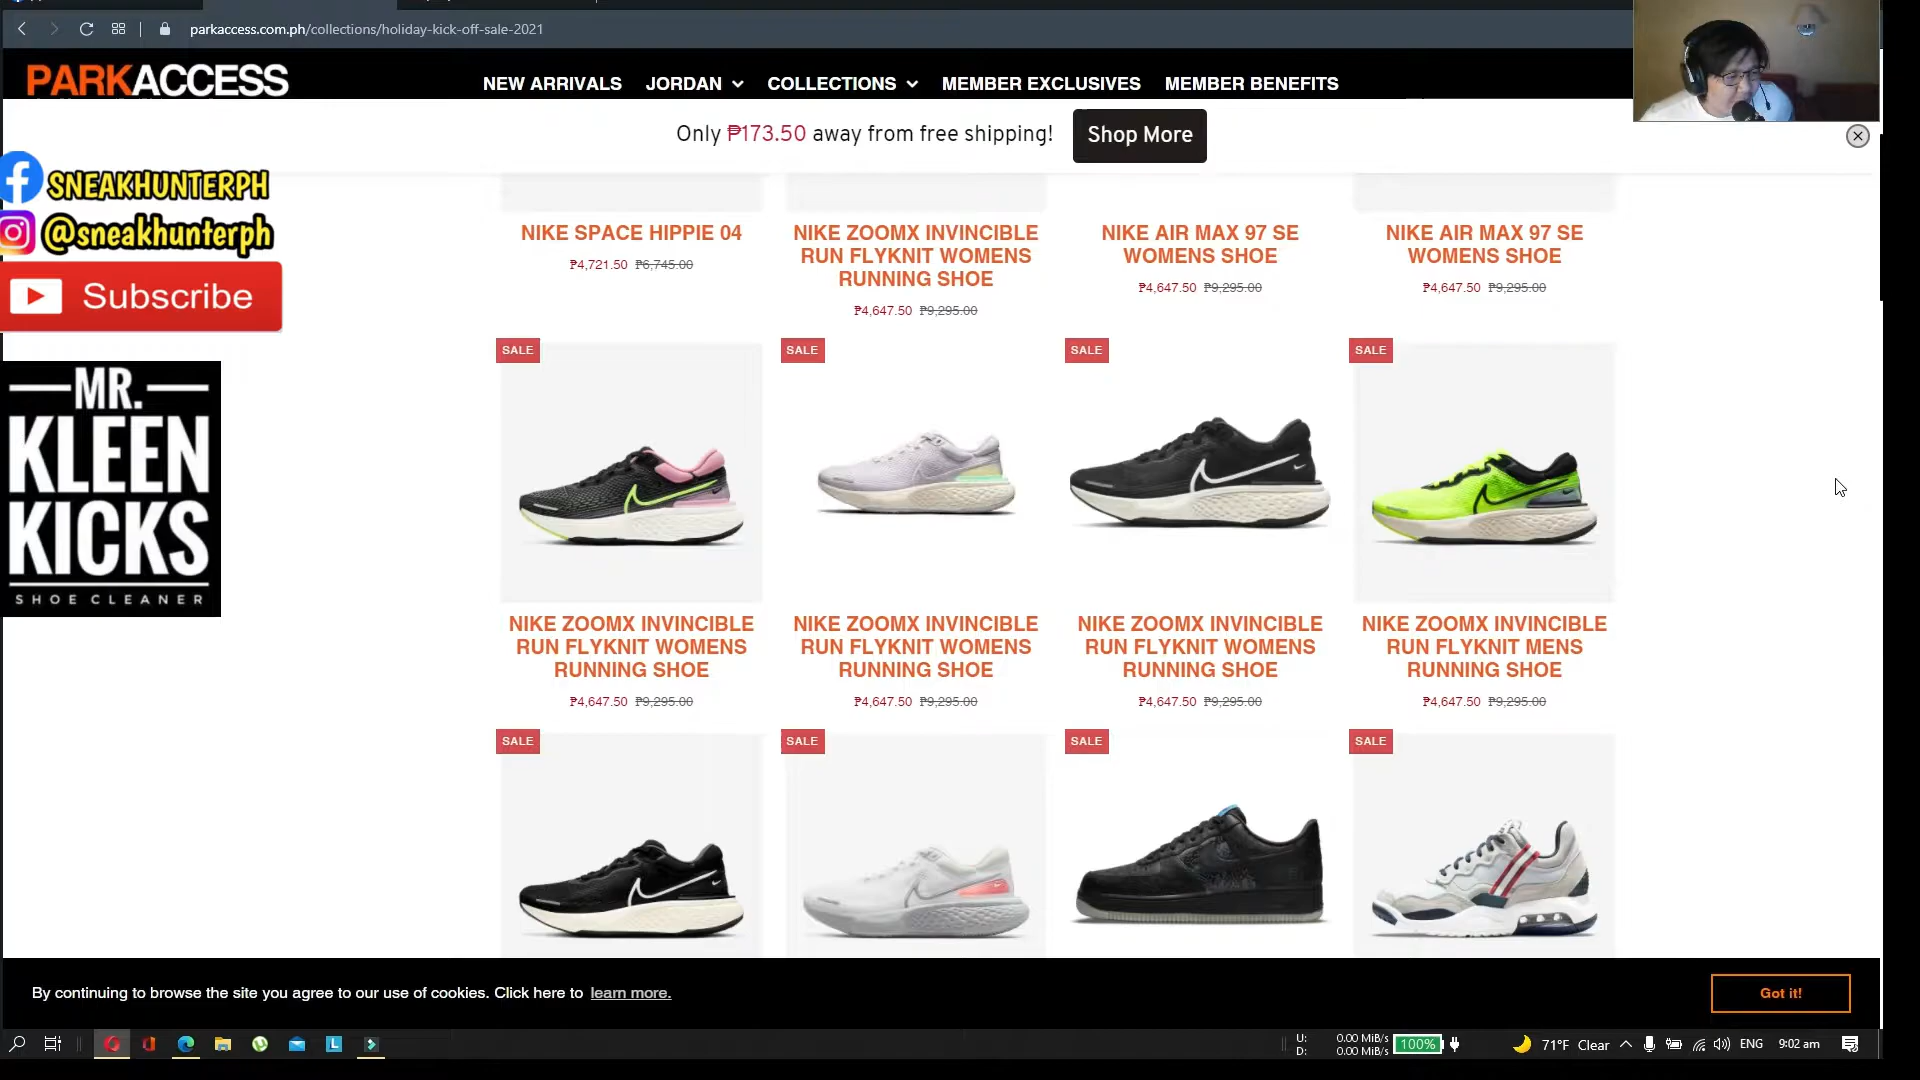 parkaccess.com.ph/collections/holiday-kick-off-sale-2021
PARKACCESS
NEW ARRIVALS JORDAN COLLECTIONS MEMBER EXCLUSIVES MEMBER BENEFITS
Only ₱173.50 away from free shipping!
Shop More
SNEAKHUNTERPH
@sneakhunterph
Subscribe
MR.
KLEEN
KICKS
SHOE CLEANER
NIKE SPACE HIPPIE 04
₱4,721.50 ₱6,745.00
NIKE ZOOMX INVINCIBLE
RUN FLYKNIT WOMENS
RUNNING SHOE
₱4,647.50 ₱9,295.00
NIKE AIR MAX 97 SE
WOMENS SHOE
₱4,647.50 ₱9,295.00
NIKE AIR MAX 97 SE
WOMENS SHOE
₱4,647.50 ₱9,295.00
SALE
NIKE ZOOMX INVINCIBLE
RUN FLYKNIT WOMENS
RUNNING SHOE
₱4,647.50 ₱9,295.00
SALE
NIKE ZOOMX INVINCIBLE
RUN FLYKNIT WOMENS
RUNNING SHOE
₱4,647.50 ₱9,295.00
SALE
NIKE ZOOMX INVINCIBLE
RUN FLYKNIT WOMENS
RUNNING SHOE
₱4,647.50 ₱9,295.00
SALE
NIKE ZOOMX INVINCIBLE
RUN FLYKNIT MENS
RUNNING SHOE
₱4,647.50 ₱9,295.00
SALE
SALE
SALE
SALE
By continuing to browse the site you agree to our use of cookies. Click here to learn more.
Got it!
U: 0.00 MiB/s
D: 0.00 MiB/s
100%
71°F Clear
ENG
9:02 am